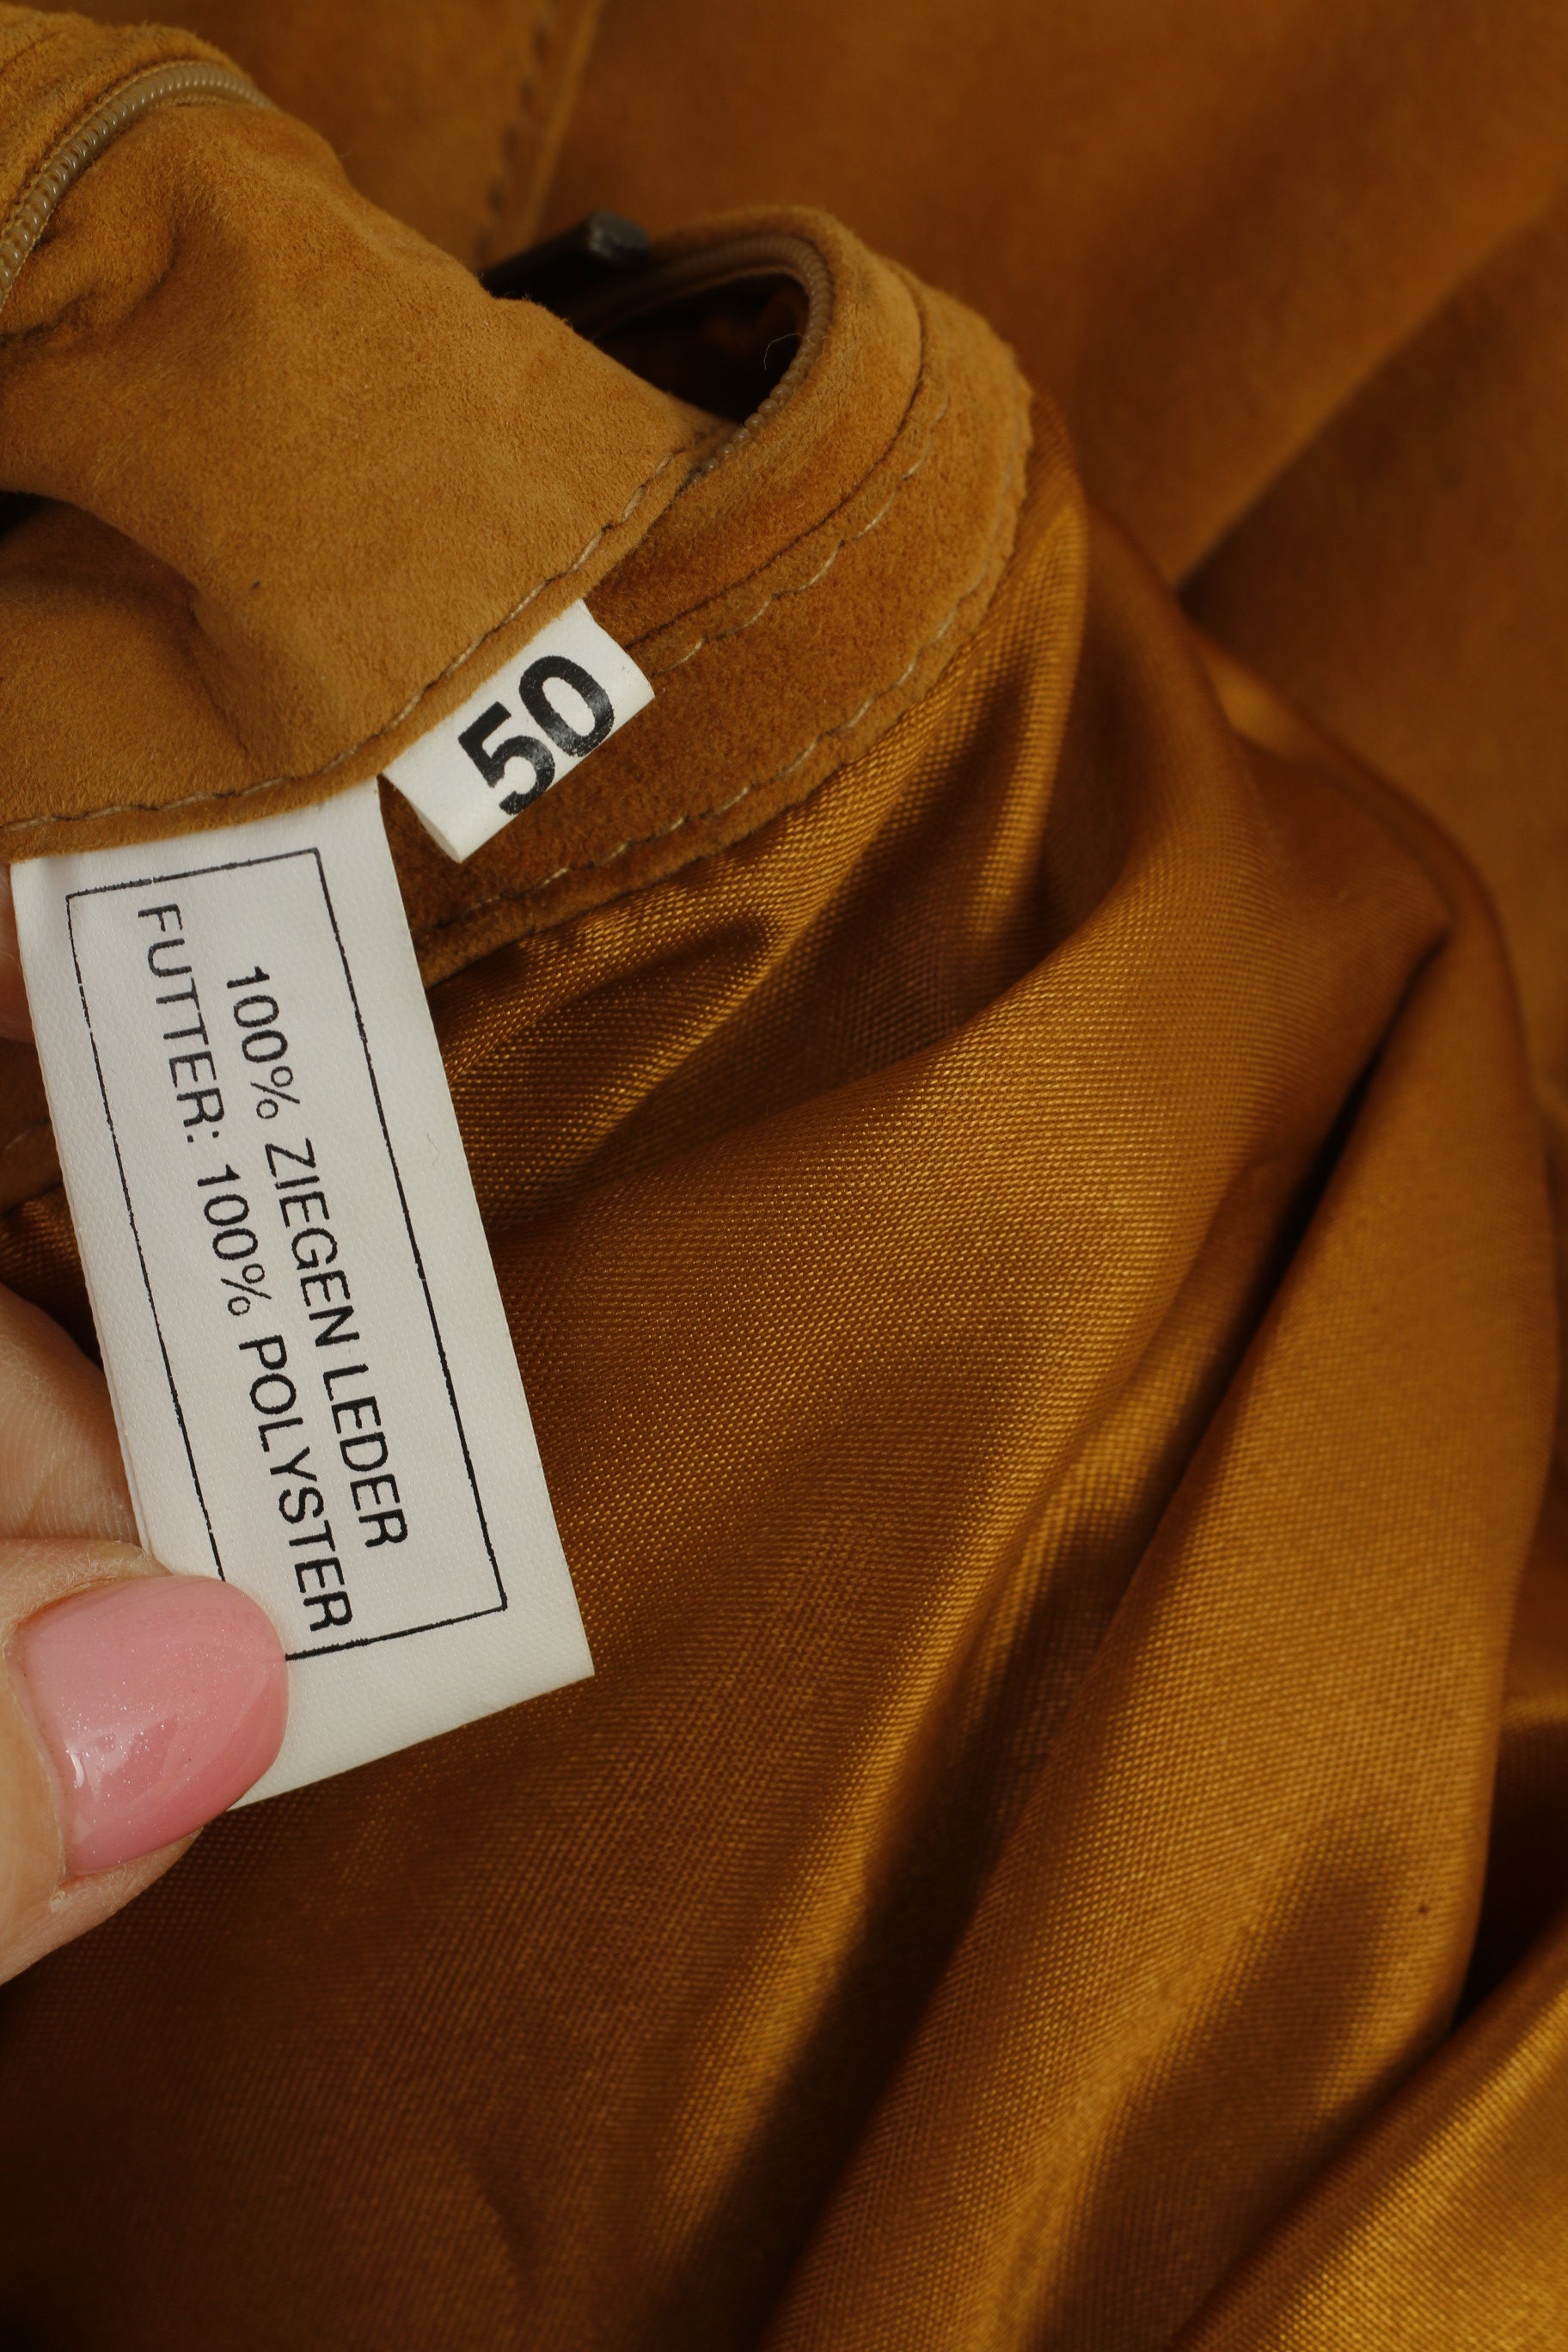 50
100% ZIEGEN LEDER
FUTTER: 100% POLYSTER